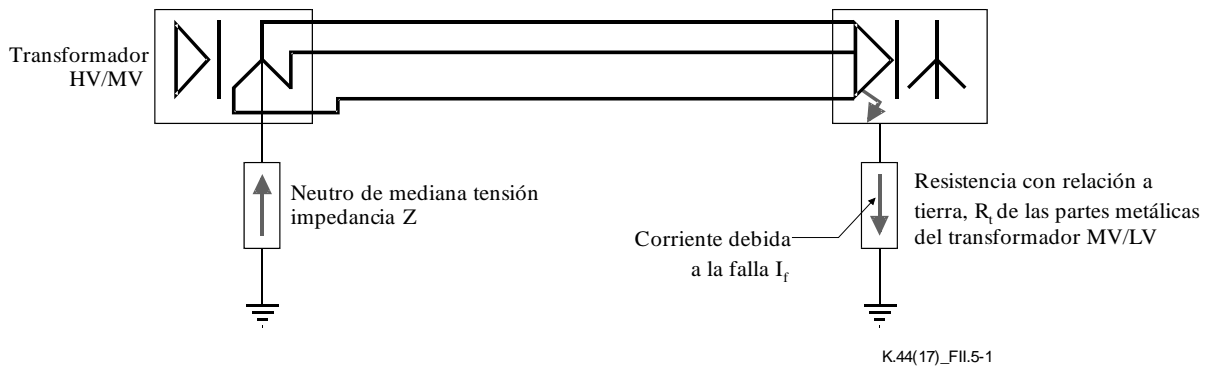 Transformador
HV/MV
Neutro de mediana tensión
impedancia Z
Corriente debida
a la falla I_f
Resistencia con relación a
tierra, R_t de las partes metálicas
del transformador MV/LV
K.44(17)_FII.5-1